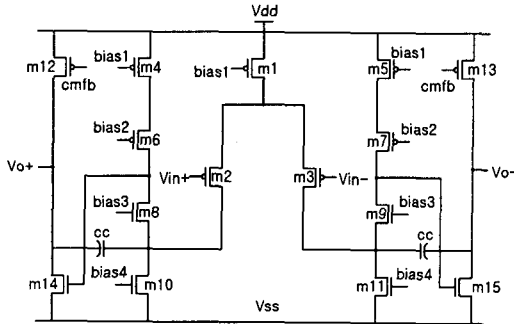 Vdd
m12
bias1
m4
bias1
m1
bias1
m5
m13
cmfb
cmfb
bias2
m6
bias2
m7
Vo+
Vin+
m2
m3
Vin-
Vo-
bias3
m8
bias3
m9
cc
cc
m14
bias4
m10
bias4
m11
m15
Vss